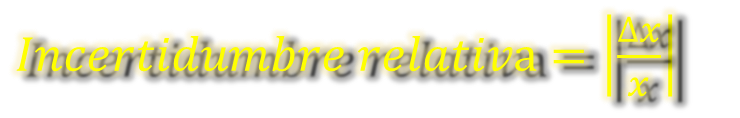 Incertidumbre relativa = |Δx/x|